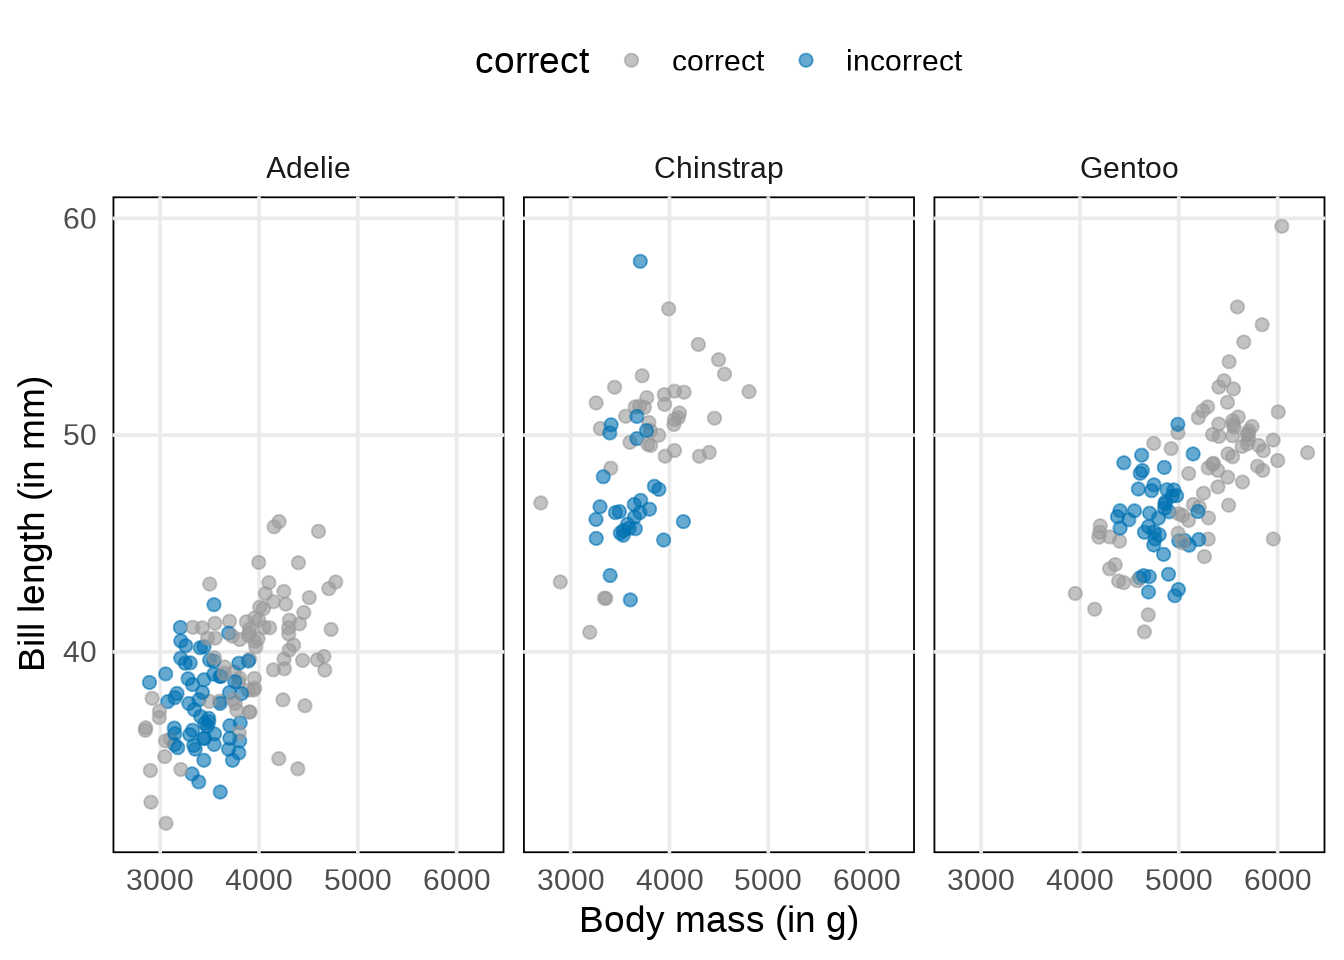 correct correct incorrect
Adelie Chinstrap Gentoo
60
50
40
Bill length (in mm)
3000 4000 5000 6000 3000 4000 5000 6000 3000 4000 5000 6000
Body mass (in g)